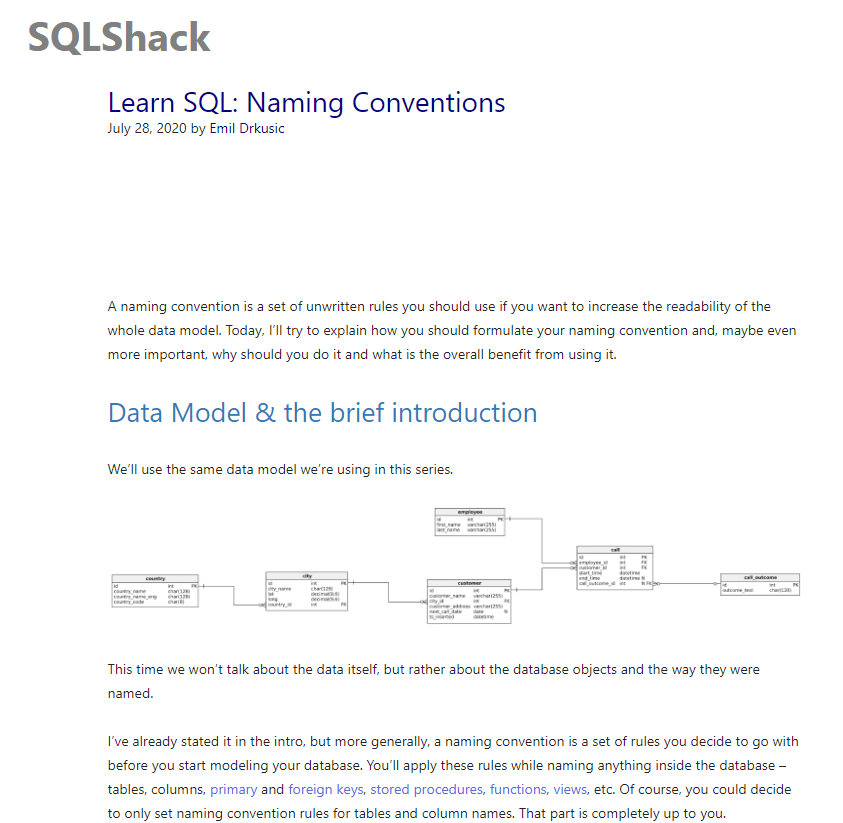 SQLShack
Learn SQL: Naming Conventions
July 28, 2020 by Emil Drkusic
A naming convention is a set of unwritten rules you should use if you want to increase the readability of the
whole data model. Today, I’ll try to explain how you should formulate your naming convention and, maybe even
more important, why should you do it and what is the overall benefit from using it.
Data Model & the brief introduction
We’ll use the same data model we’re using in this series.
employee
id int PK
first_name varchar(255)
last_name varchar(255)
call
id int PK
employee_id int FK
customer_id int FK
start_time datetime
end_time datetime N
call_outcome_id int N FK
country
id int PK
country_name char(128)
country_name_eng char(128)
country_code char(8)
city
id int PK
city_name char(128)
lat decimal(9,6)
long decimal(9,6)
country_id int FK
customer
id int PK
customer_name varchar(255)
city_id int FK
customer_address varchar(255)
next_call_date date N
ts_inserted datetime
call_outcome
id int PK
outcome_text char(128)
This time we won’t talk about the data itself, but rather about the database objects and the way they were
named.
I’ve already stated it in the intro, but more generally, a naming convention is a set of rules you decide to go with
before you start modeling your database. You’ll apply these rules while naming anything inside the database –
tables, columns, primary and foreign keys, stored procedures, functions, views, etc. Of course, you could decide
to only set naming convention rules for tables and column names. That part is completely up to you.